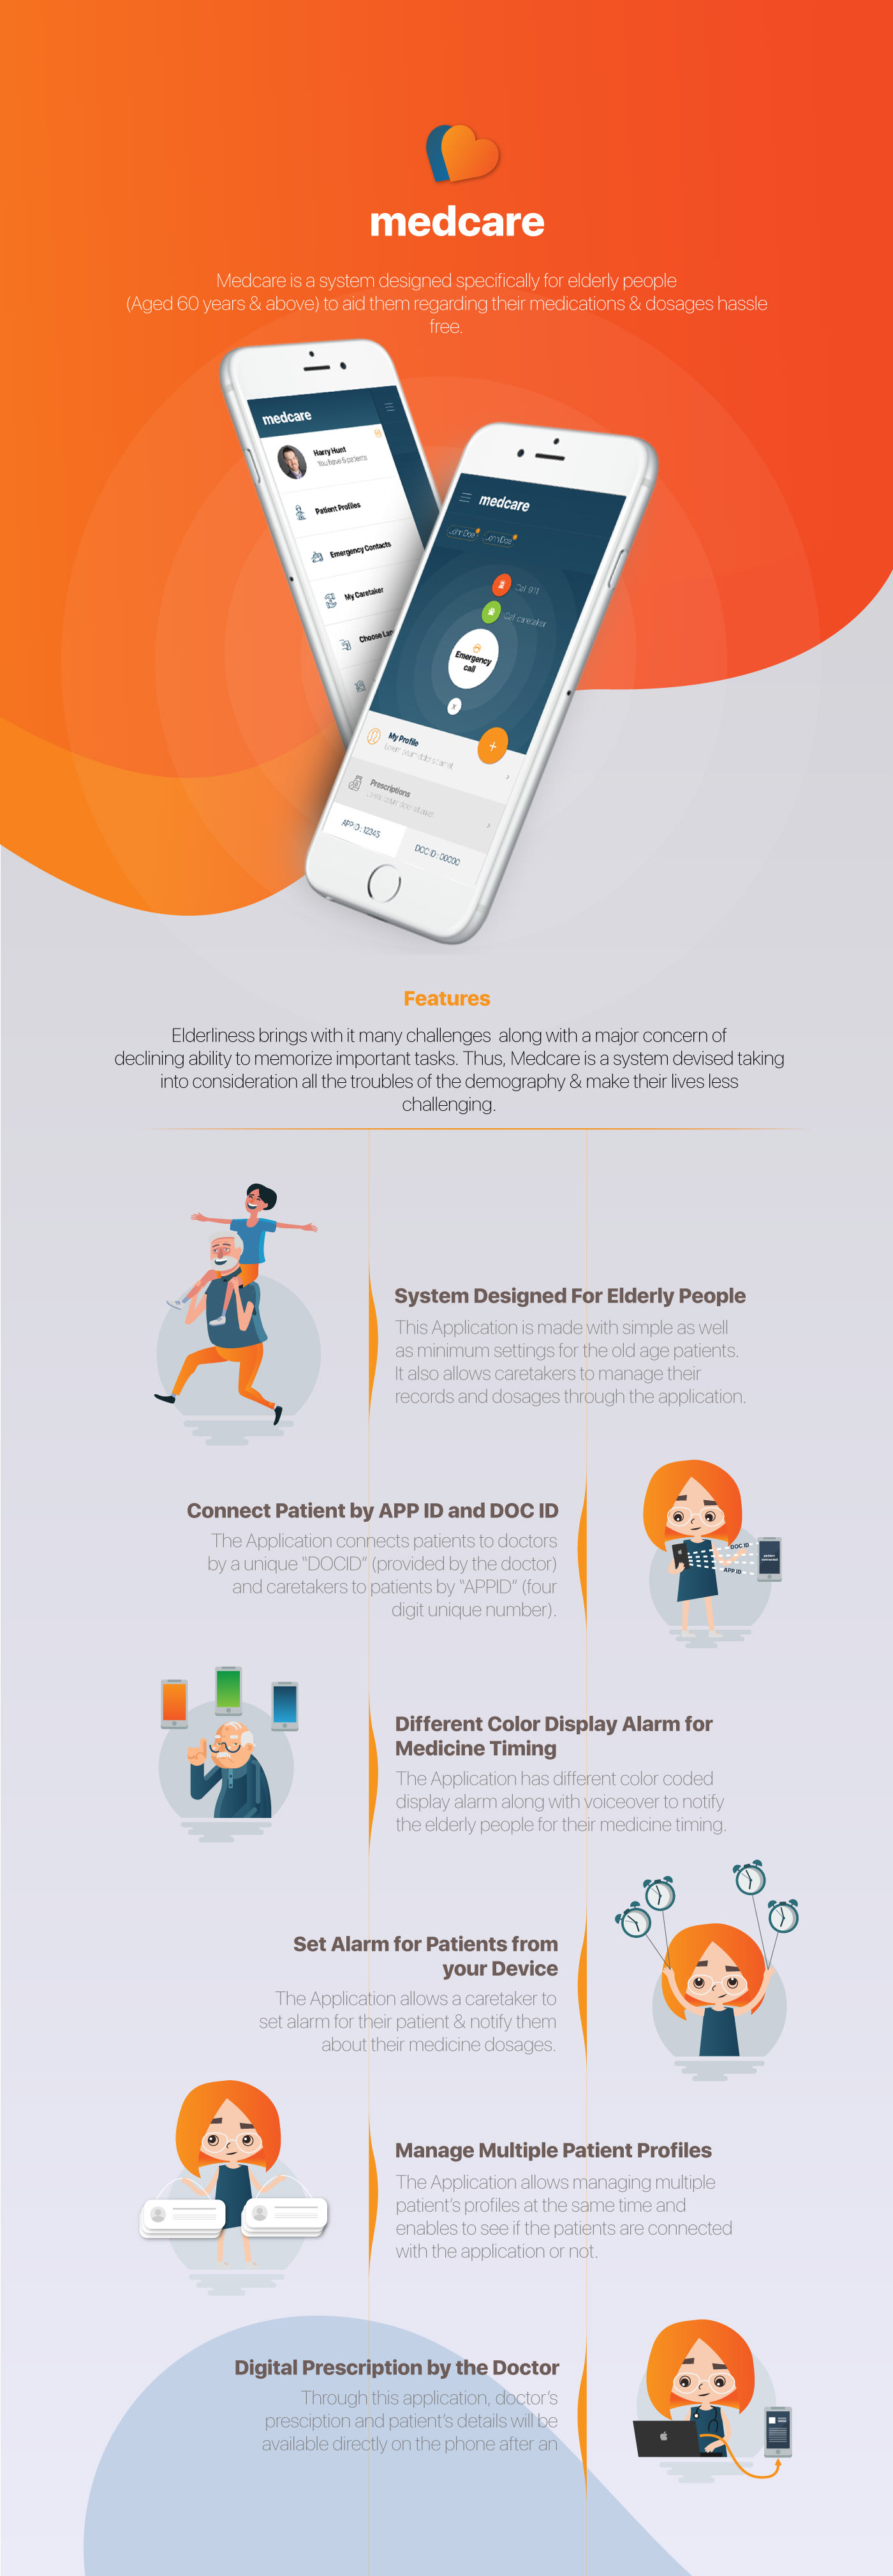 medcare
Medcare is a system designed specifically for elderly people
(Aged 60 years & above) to aid them regarding their medications & dosages hassle
free.
medcare
Harry Hunt
You have 5 patients
Patient Profiles
Emergency Contacts
My Caretaker
Choose Lan
medcare
John Doe
John Doe
Call 911
Call caretaker
Emergency
call
x
+
My Profile
Prescriptions
APP ID : 12345
DOC ID : 00000
Features
Elderliness brings with it many challenges along with a major concern of
declining ability to memorize important tasks. Thus, Medcare is a system devised taking
into consideration all the troubles of the demography & make their lives less
challenging.
System Designed For Elderly People
This Application is made with simple as well
as minimum settings for the old age patients.
It also allows caretakers to manage their
records and dosages through the application.
Connect Patient by APP ID and DOC ID
The Application connects patients to doctors
by a unique "DOCID" (provided by the doctor)
and caretakers to patients by "APPID" (four
digit unique number).
DOC ID
APP ID
Different Color Display Alarm for
Medicine Timing
The Application has different color coded
display alarm along with voiceover to notify
the elderly people for their medicine timing.
Set Alarm for Patients from
your Device
The Application allows a caretaker to
set alarm for their patient & notify them
about their medicine dosages.
Manage Multiple Patient Profiles
The Application allows managing multiple
patient's profiles at the same time and
enables to see if the patients are connected
with the application or not.
Digital Prescription by the Doctor
Through this application, doctor's
presciption and patient's details will be
available directly on the phone after an